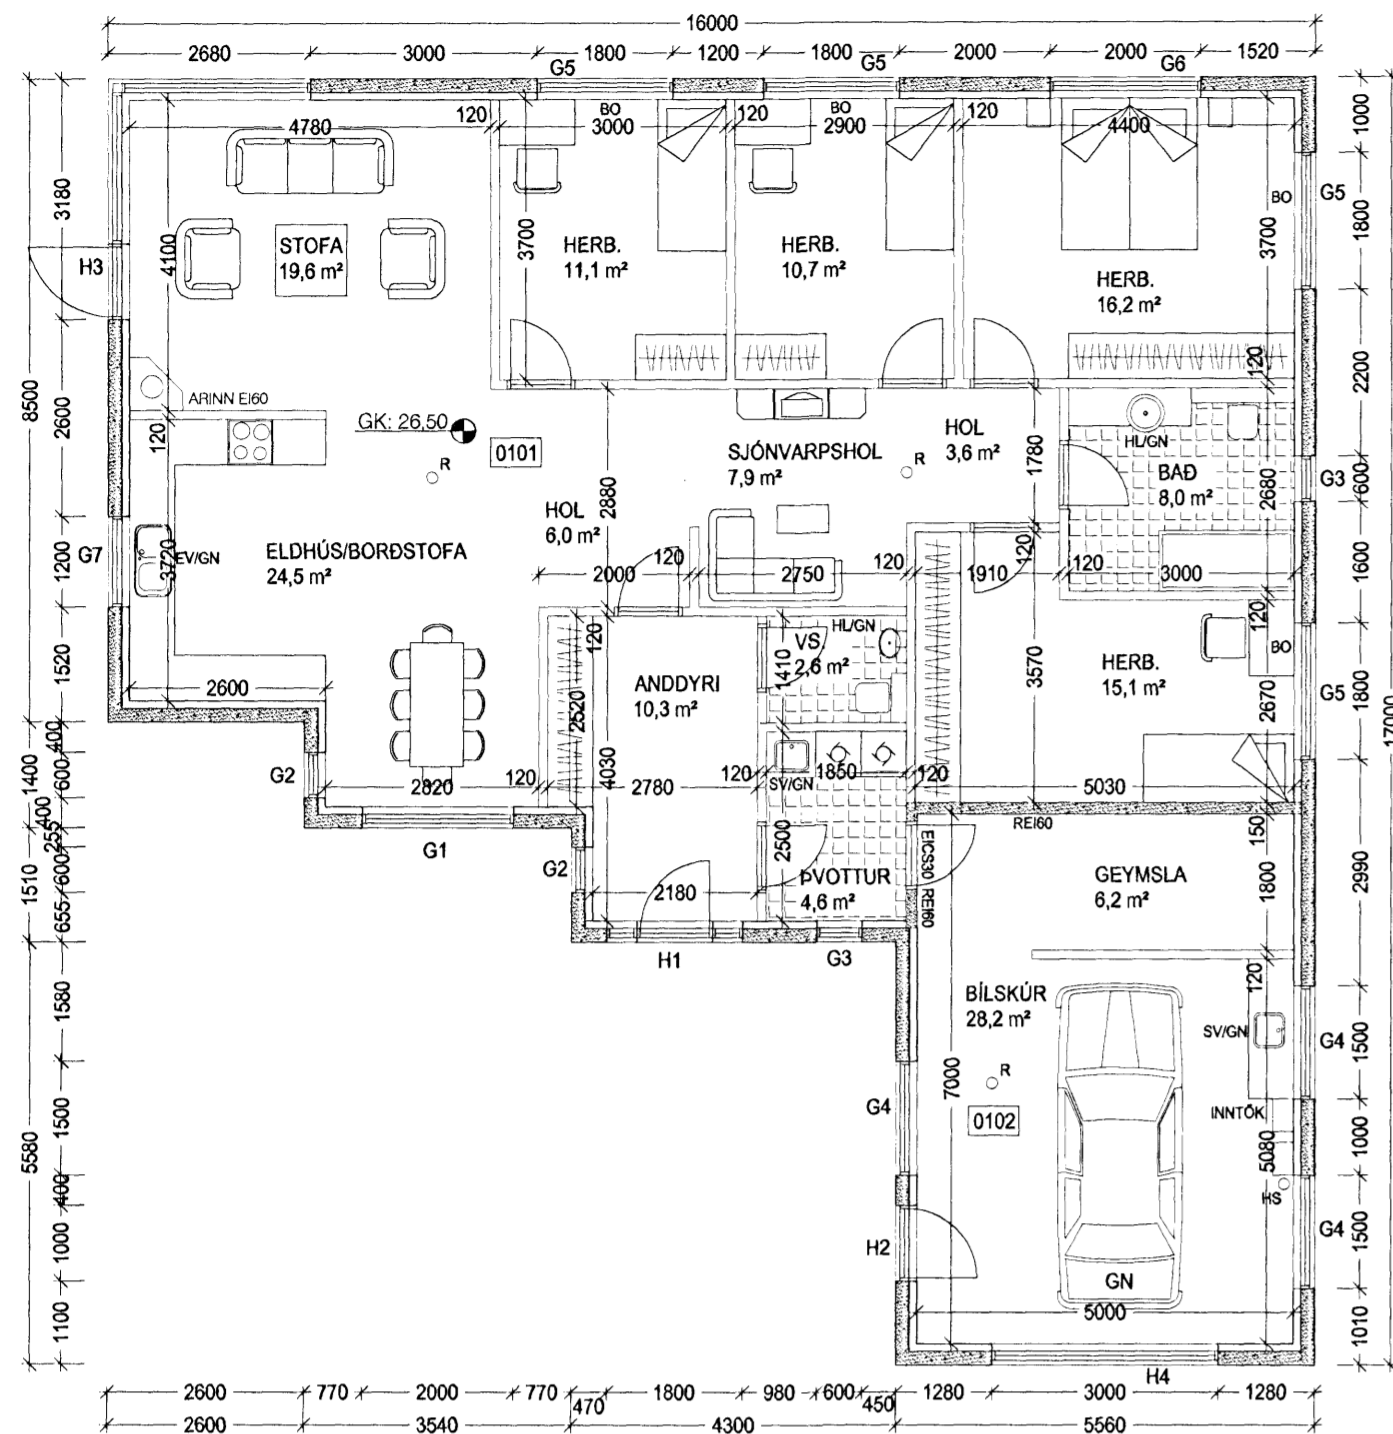 16000
2680 3000 1800 1200 1800 2000 2000 1520
G5 G5 G6
120 BO 120 BO 120
4780 3000 2900 4400
1000
3180
G5
BO
1800
4100
3700
3700
STOFA
19,6 m²
HERB.
11,1 m²
HERB.
10,7 m²
HERB.
16,2 m²
H3
8500
2600
2200
17000
120
ARINN EI60
GK: 26,50
0101
R
120
SJÓNVARPSHOL
7,9 m²
R
HOL
3,6 m²
1780
HL/GN
BAÐ
8,0 m²
2680
G3
600
HOL
6,0 m²
2880
G7
1200
EV/GN
3720
ELDHÚS/BORÐSTOFA
24,5 m²
120
2000 2750 120 1910 120 3000
120
1600
1520
2600
120
2520
4030
ANDDYRI
10,3 m²
HL/GN
VS.
2,6 m²
1410
3570
HERB.
15,1 m²
120
BO
2670
G5
1800
400
600
400
1400
G2
2820
120
2780
120
SV/GN
1850
120
5030
G1
255
600
655
1510
G2
2180
2500
ÞVOTTUR
4,6 m²
EICS30 REI60
REI60
150
GEYMSLA
6,2 m²
1800
2990
H1
G3
120
BÍLSKÚR
28,2 m²
SV/GN
G4
1500
R
0102
7000
INNTÖK
1000
5080
HS
G4
1500
1580
1500
G4
400
5580
1000
H2
1100
GN
5000
1010
H4
2600 770 2000 770 470 1800 980 600 450 1280 3000 1280
2600 3540 4300 5560